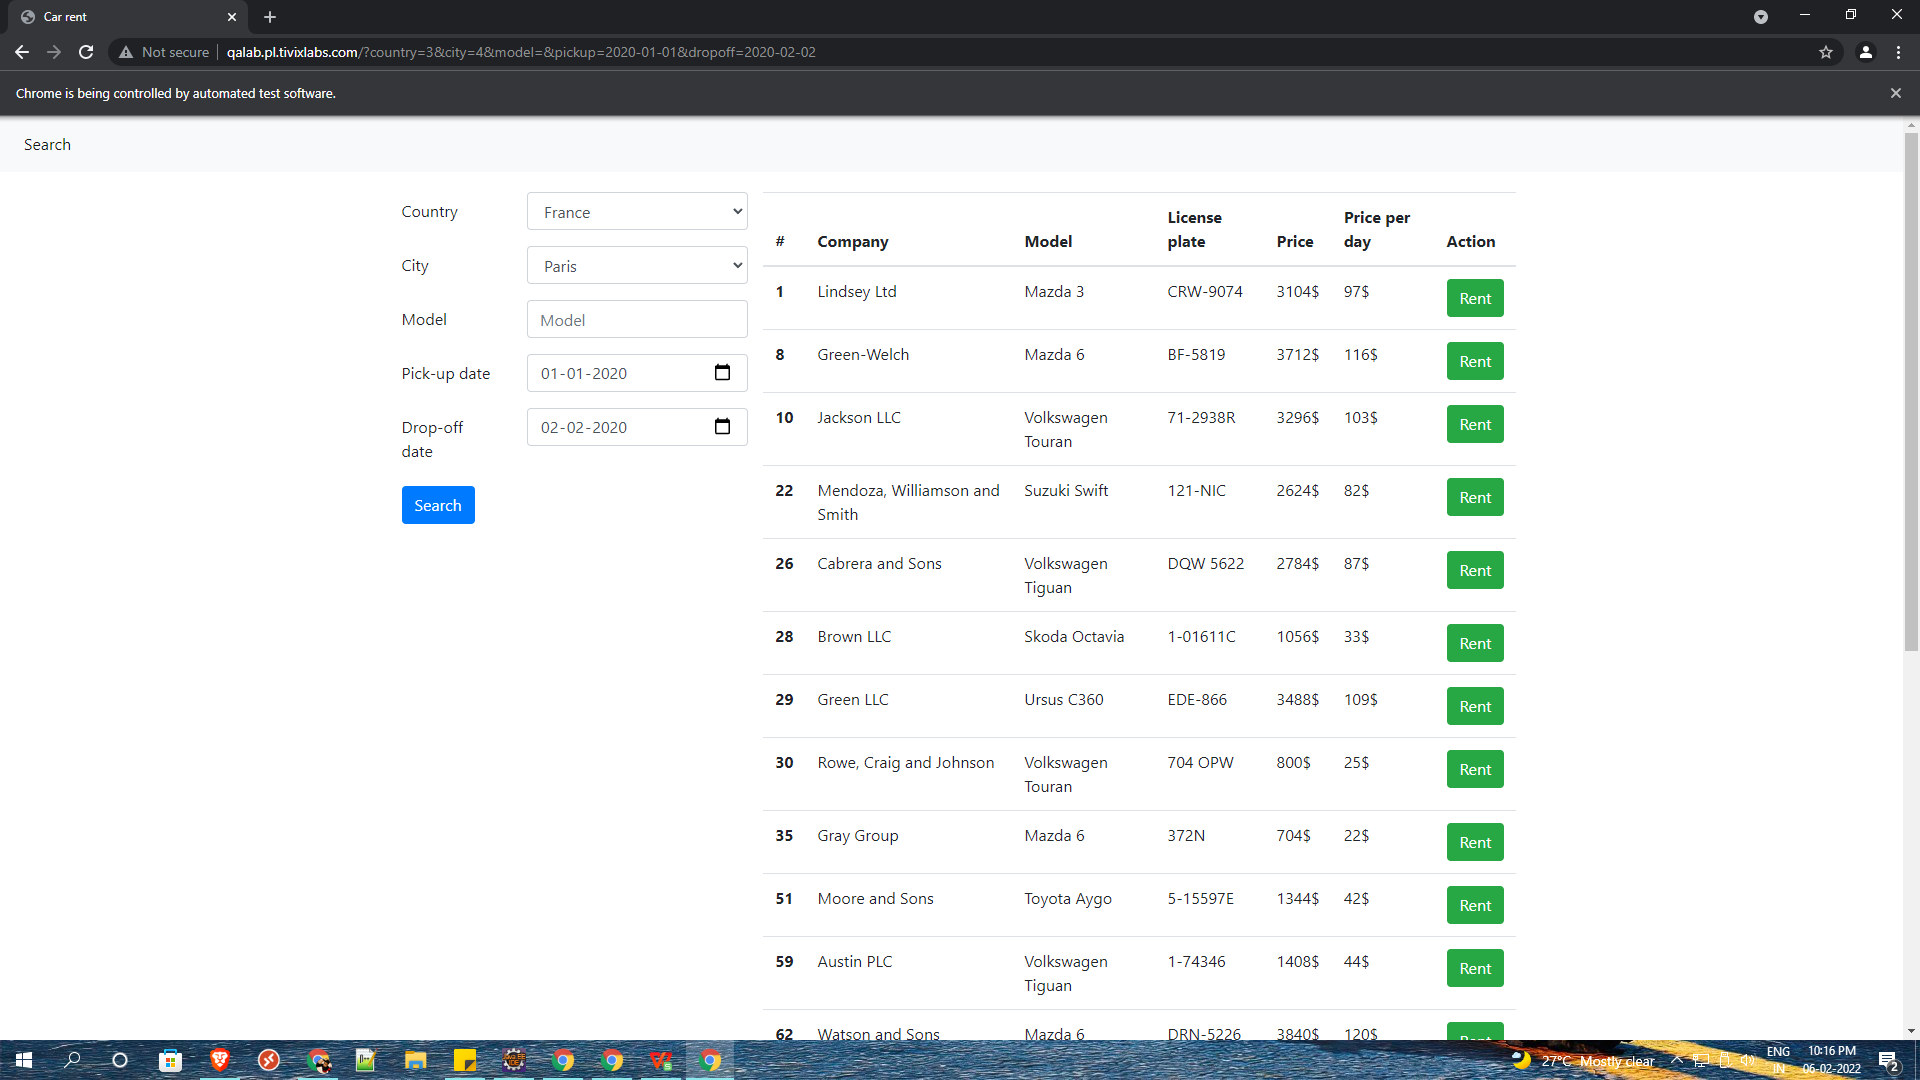 Car rent
Not secure
qalab.pl.tivixlabs.com/?country=3&city=4&model=&pickup=2020-01-01&dropoff=2020-02-02
Chrome is being controlled by automated test software.
Search
Country France
City Paris
Model Model
Pick-up date 01-01-2020
Drop-off date 02-02-2020
Search
# Company Model License plate Price Price per day Action
1 Lindsey Ltd Mazda 3 CRW-9074 3104$ 97$ Rent
8 Green-Welch Mazda 6 BF-5819 3712$ 116$ Rent
10 Jackson LLC Volkswagen Touran 71-2938R 3296$ 103$ Rent
22 Mendoza, Williamson and Smith Suzuki Swift 121-NIC 2624$ 82$ Rent
26 Cabrera and Sons Volkswagen Tiguan DQW 5622 2784$ 87$ Rent
28 Brown LLC Skoda Octavia 1-01611C 1056$ 33$ Rent
29 Green LLC Ursus C360 EDE-866 3488$ 109$ Rent
30 Rowe, Craig and Johnson Volkswagen Touran 704 OPW 800$ 25$ Rent
35 Gray Group Mazda 6 372N 704$ 22$ Rent
51 Moore and Sons Toyota Aygo 5-15597E 1344$ 42$ Rent
59 Austin PLC Volkswagen Tiguan 1-74346 1408$ 44$ Rent
62 Watson and Sons Mazda 6 DRN-5226 3840$ 120$
27°C Mostly clear
ENG
IN
10:16 PM
06-02-2022
2